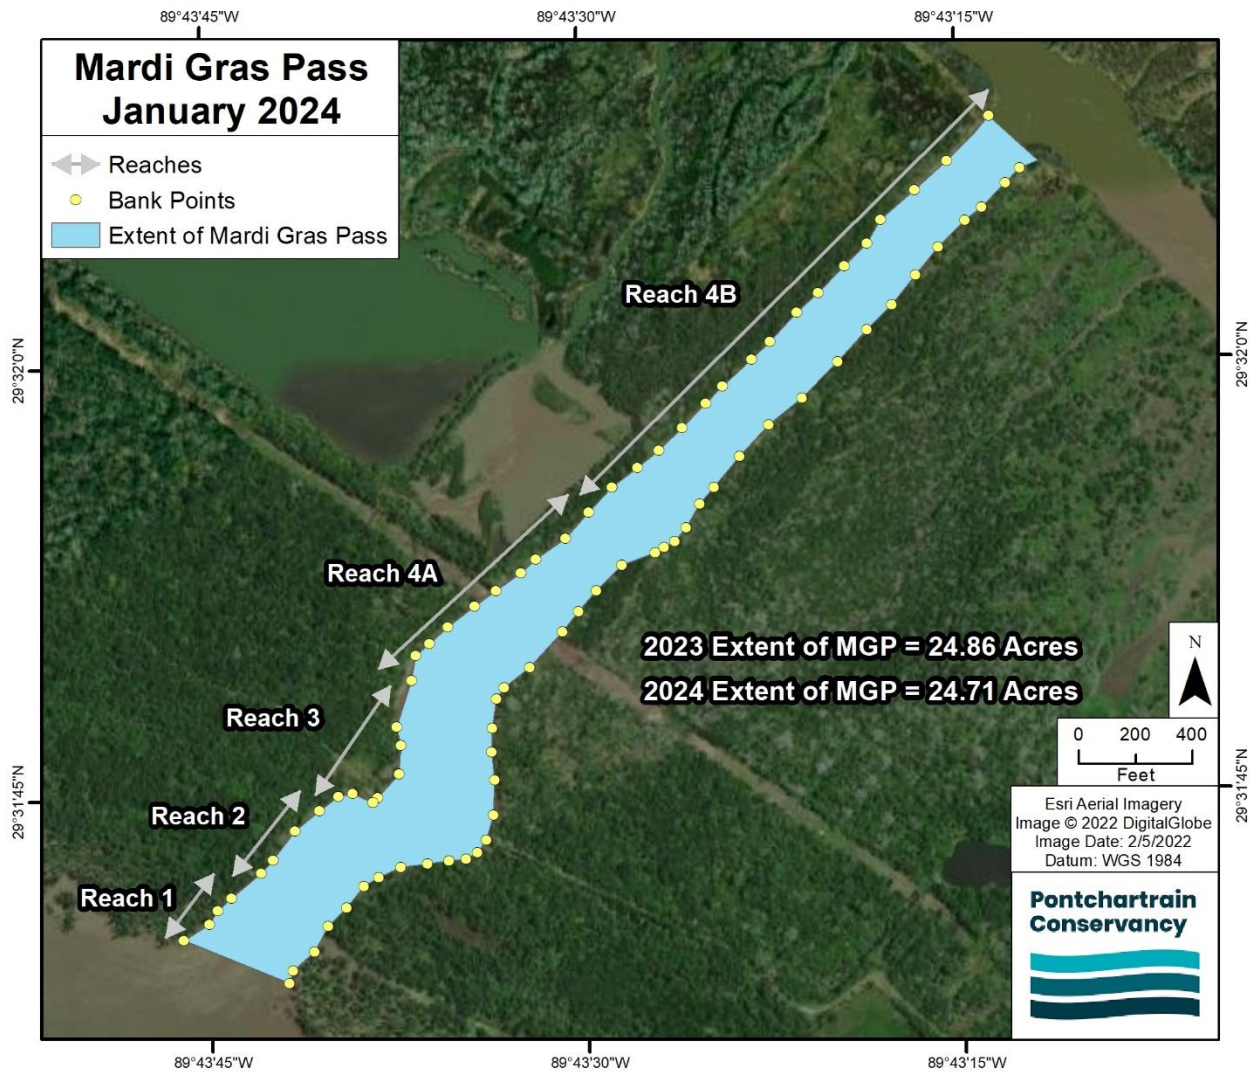 89°43'45"W
89°43'30"W
89°43'15"W
Mardi Gras Pass
January 2024
Reaches
Bank Points
Extent of Mardi Gras Pass
Reach 4B
29°32'0"N
29°32'0"N
Reach 4A
2023 Extent of MGP = 24.86 Acres
2024 Extent of MGP = 24.71 Acres
N
Reach 3
0 200 400
Feet
Reach 2
29°31'45"N
29°31'45"N
Esri Aerial Imagery
Image © 2022 DigitalGlobe
Image Date: 2/5/2022
Datum: WGS 1984
Reach 1
Pontchartrain
Conservancy
89°43'45"W
89°43'30"W
89°43'15"W